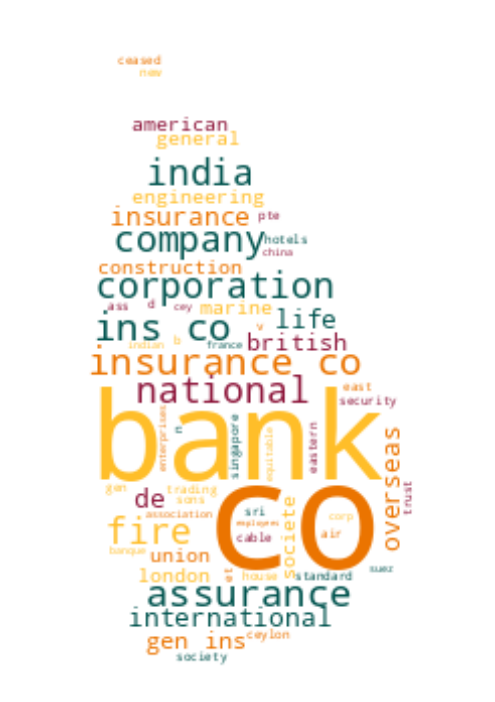 ceased
new
american
general
india
engineering
insurance pte
company hotels
china
construction
corporation
ass d cey marine
ins co v life
indian b france british
insurance co
national east
security
bank
enterprises n singapore equitable eastern overseas
gen trading
de sons trust
co
association sri corp
fire employees societe
cable air
banque union
london et house standard suez
assurance
international
gen ins ceylon
society